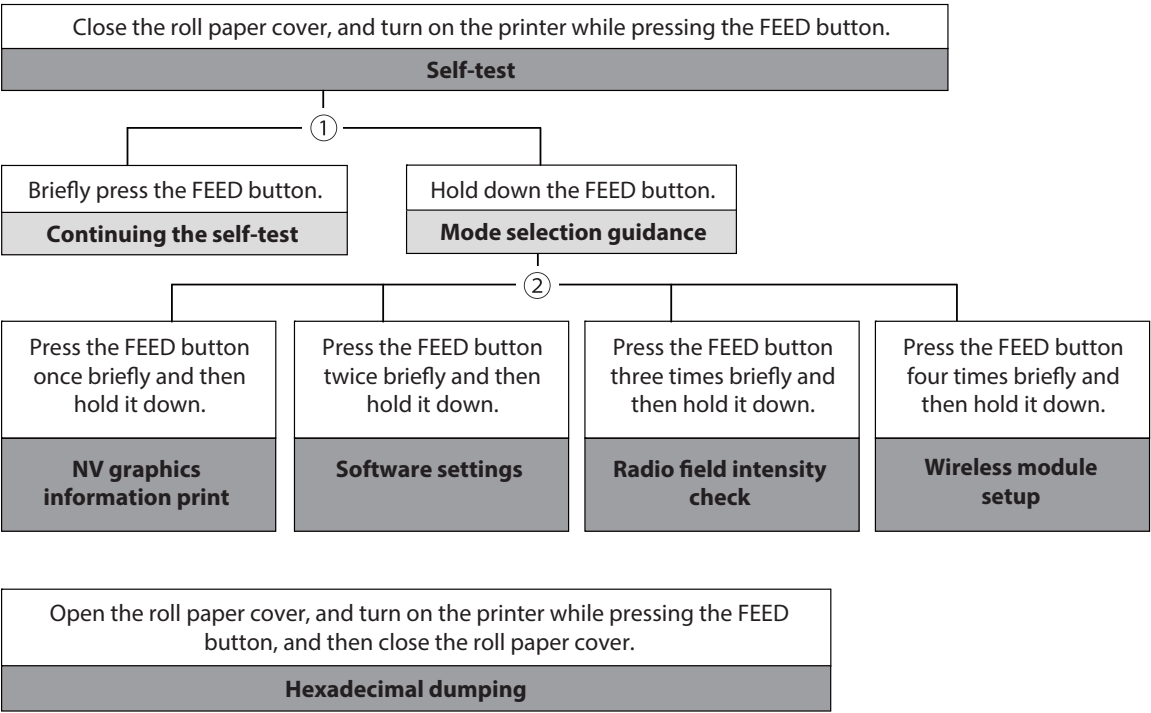 Close the roll paper cover, and turn on the printer while pressing the FEED button.
Self-test
1
Briefly press the FEED button.
Continuing the self-test
Hold down the FEED button.
Mode selection guidance
2
Press the FEED button
once briefly and then
hold it down.
NV graphics
information print
Press the FEED button
twice briefly and then
hold it down.
Software settings
Press the FEED button
three times briefly and
then hold it down.
Radio field intensity
check
Press the FEED button
four times briefly and
then hold it down.
Wireless module
setup
Open the roll paper cover, and turn on the printer while pressing the FEED
button, and then close the roll paper cover.
Hexadecimal dumping